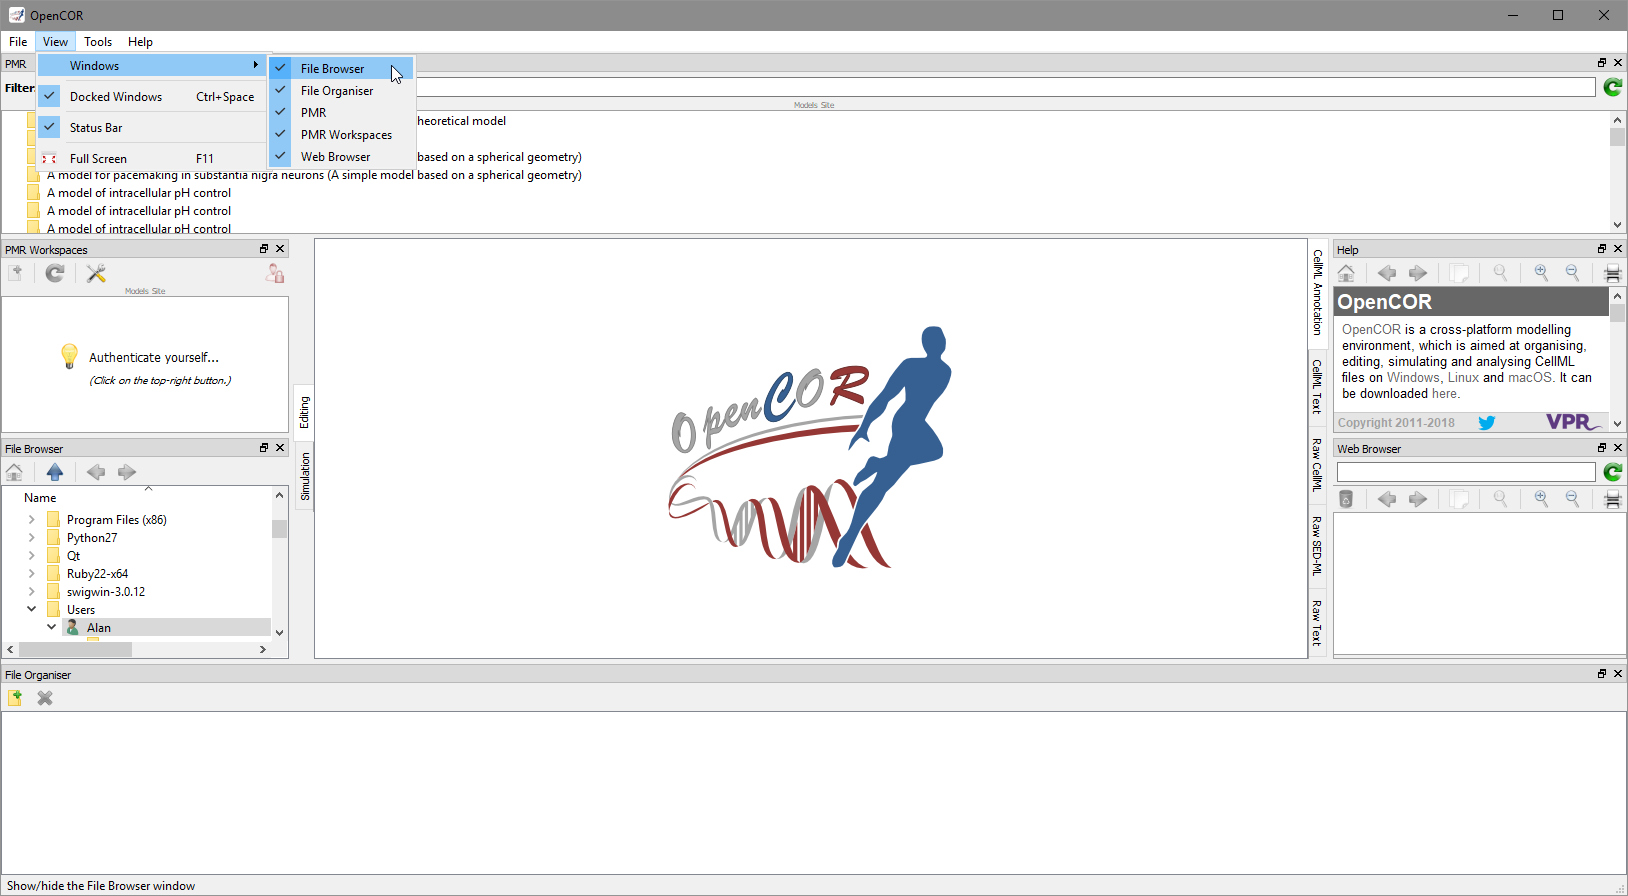 OpenCOR
File View Tools Help
PMR
Windows
Docked Windows Ctrl+Space
Status Bar
Full Screen F11
File Browser
File Organiser
PMR
PMR Workspaces
Web Browser
Filter:
Models Site
heoretical model
based on a spherical geometry)
A model for pacemaking in substantia nigra neurons (A simple model based on a spherical geometry)
A model of intracellular pH control
A model of intracellular pH control
A model of intracellular pH control
PMR Workspaces
Models Site
Authenticate yourself...
(Click on the top-right button.)
File Browser
Name
Program Files (x86)
Python27
Qt
Ruby22-x64
swigwin-3.0.12
Users
Alan
Editing
Simulation
OpenCOR
CellML Annotation
CellML Text
Raw CellML
Raw SED-ML
Raw Text
Help
OpenCOR
OpenCOR is a cross-platform modelling
environment, which is aimed at organising,
editing, simulating and analysing CellML
files on Windows, Linux and macOS. It can
be downloaded here.
Copyright 2011-2018
VPR
Web Browser
File Organiser
Show/hide the File Browser window